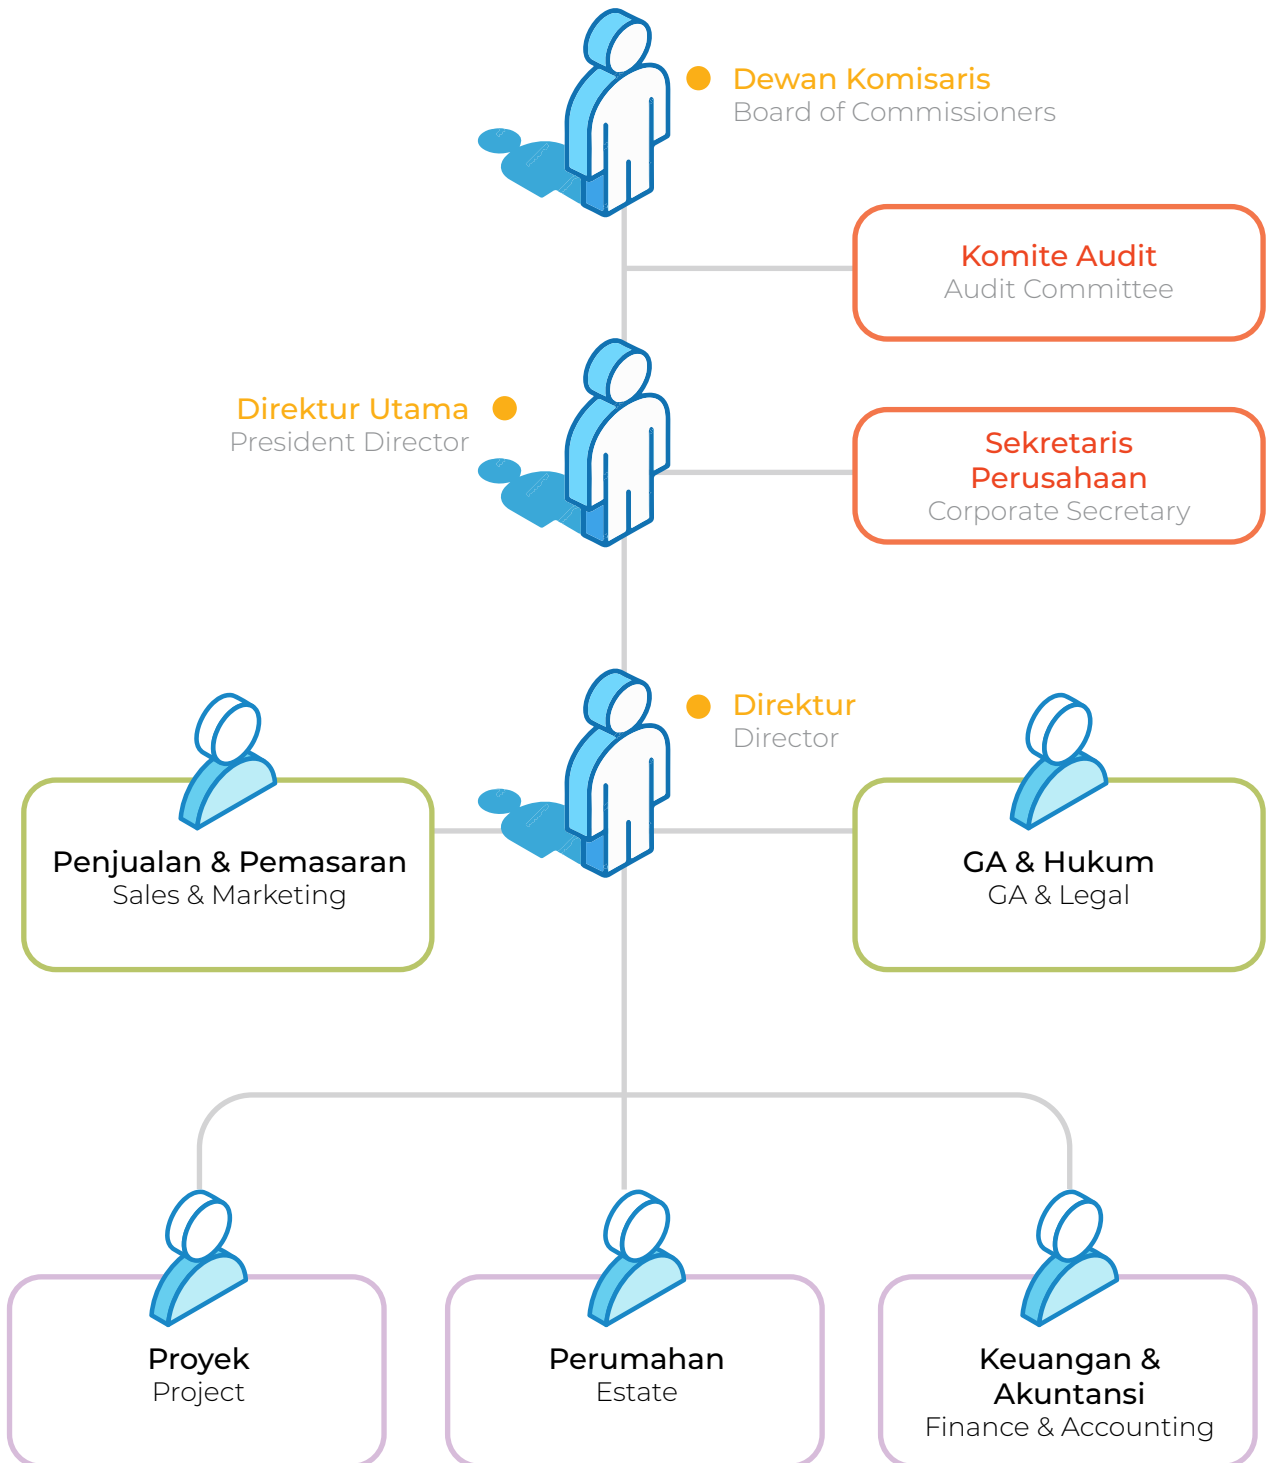 Dewan Komisaris
Board of Commissioners
Komite Audit
Audit Committee
Direktur Utama
President Director
Sekretaris
Perusahaan
Corporate Secretary
Direktur
Director
Penjualan & Pemasaran
Sales & Marketing
GA & Hukum
GA & Legal
Proyek
Project
Perumahan
Estate
Keuangan &
Akuntansi
Finance & Accounting